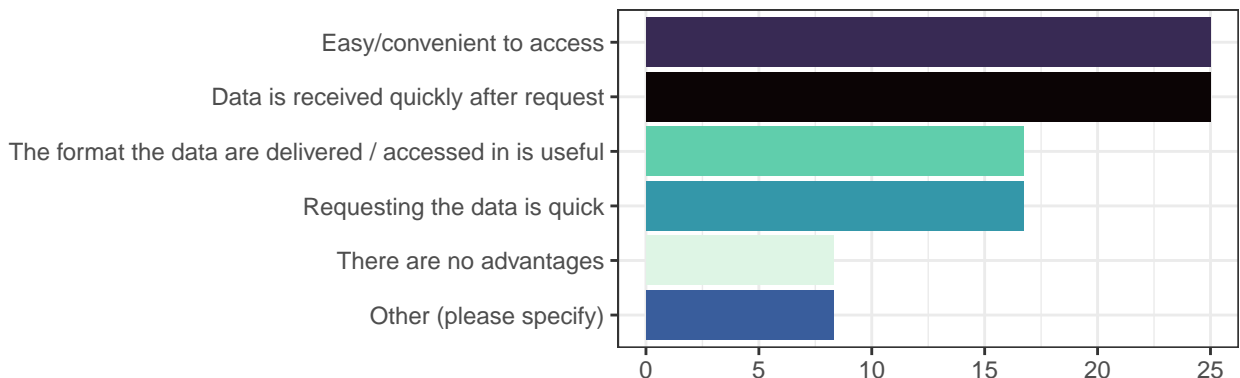 Easy/convenient to access
Data is received quickly after request
The format the data are delivered / accessed in is useful
Requesting the data is quick
There are no advantages
Other (please specify)
0 5 10 15 20 25